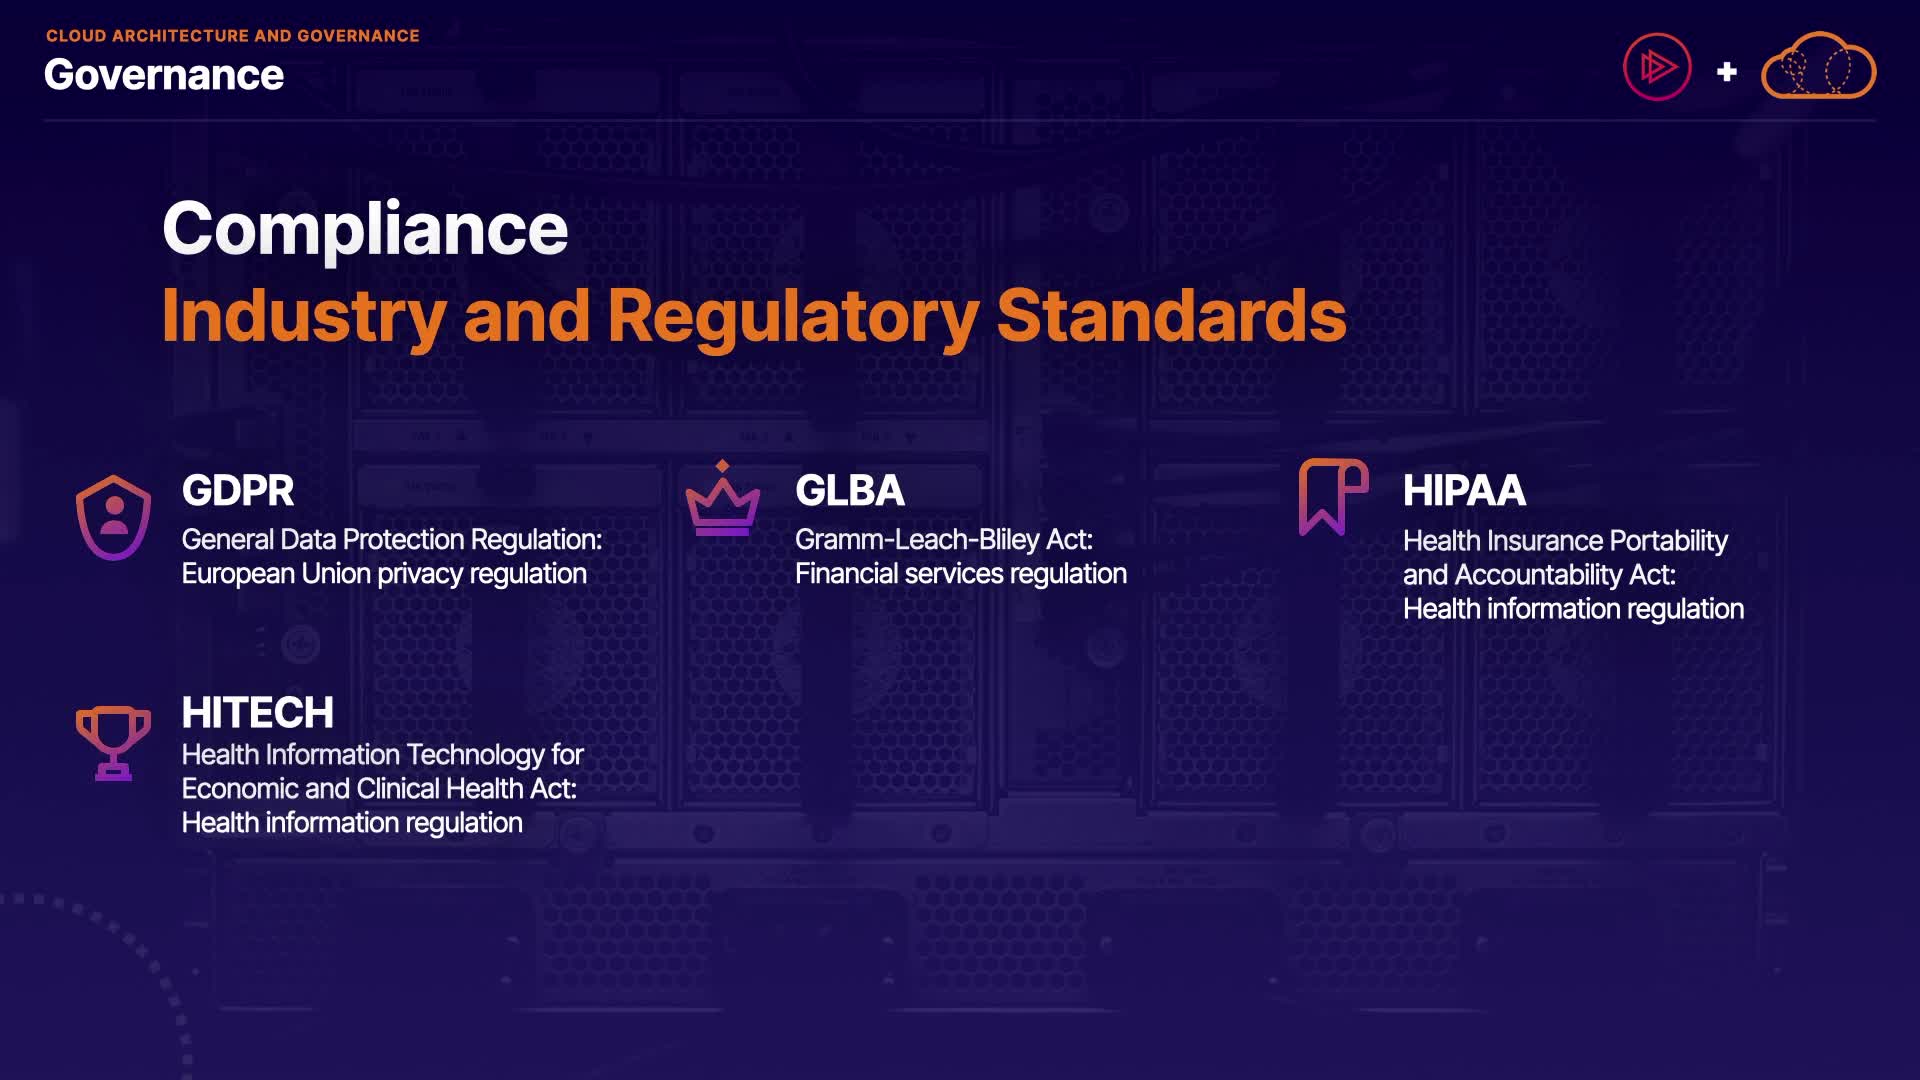 CLOUD ARCHITECTURE AND GOVERNANCE
Governance
Compliance
Industry and Regulatory Standards
GDPR
General Data Protection Regulation:
European Union privacy regulation
GLBA
Gramm-Leach-Bliley Act:
Financial services regulation
HIPAA
Health Insurance Portability
and Accountability Act:
Health information regulation
HITECH
Health Information Technology for
Economic and Clinical Health Act:
Health information regulation